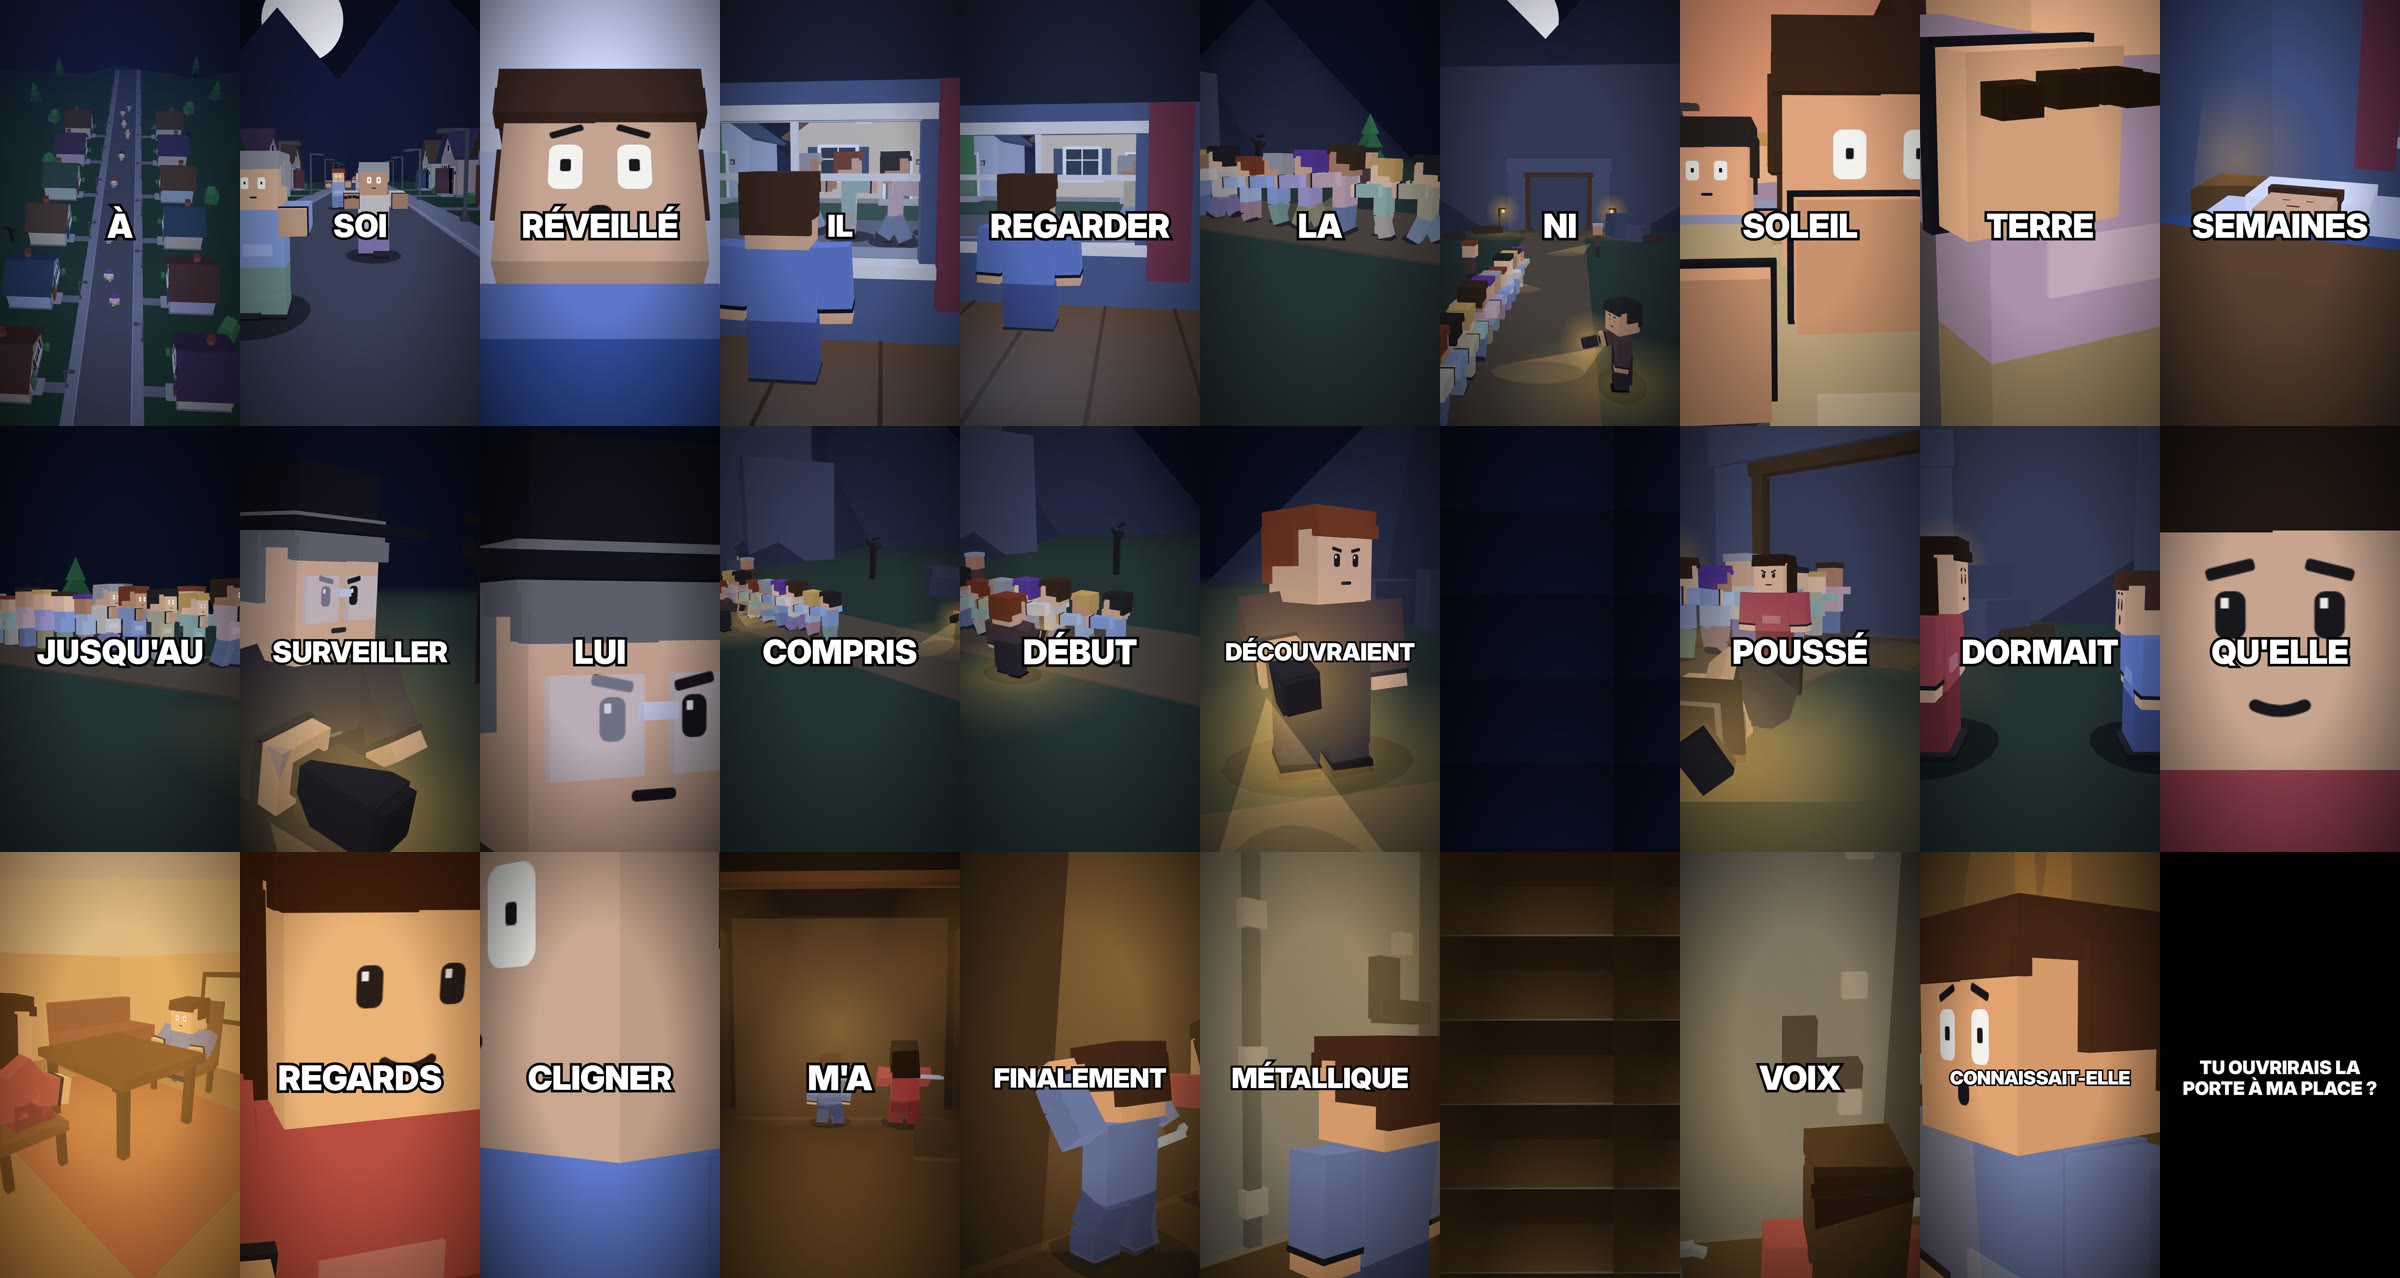 À
SOI
RÉVEILLÉ
IL
REGARDER
LA
NI
SOLEIL
TERRE
SEMAINES
JUSQU'AU
SURVEILLER
LUI
COMPRIS
DÉBUT
DÉCOUVRAIENT
POUSSÉ
DORMAIT
QU'ELLE
REGARDS
CLIGNER
M'A
FINALEMENT
MÉTALLIQUE
VOIX
CONNAISSAIT-ELLE
TU OUVRIRAIS LA
PORTE À MA PLACE ?